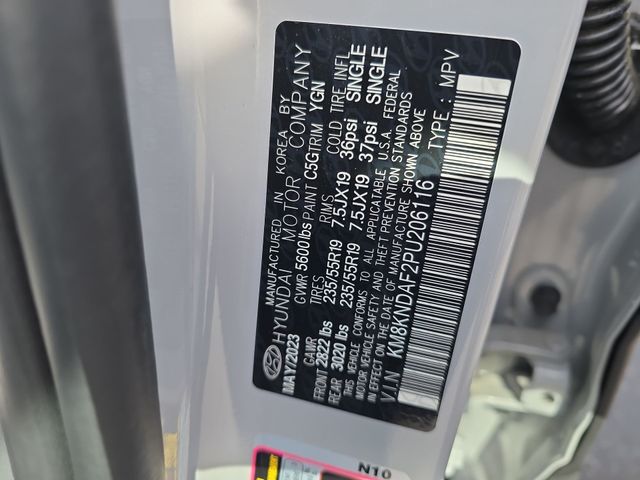 MANUFACTURED IN KOREA BY
HYUNDAI MOTOR COMPANY
MAY/2023 GVWR 5600lbs PAINT C5G TRIM YGN
GAWR TIRES RIMS COLD TIRE INFL
FRONT 2822 lbs 235/55R19 7.5JX19 36psi SINGLE
REAR 3020 lbs 235/55R19 7.5JX19 37psi SINGLE
THIS VEHICLE CONFORMS TO ALL APPLICABLE U.S.A. FEDERAL
MOTOR VEHICLE SAFETY AND THEFT PREVENTION STANDARDS
IN EFFECT ON THE DATE OF MANUFACTURE SHOWN ABOVE
VIN KM8KNDAF2PU206116 TYPE : MPV
N10